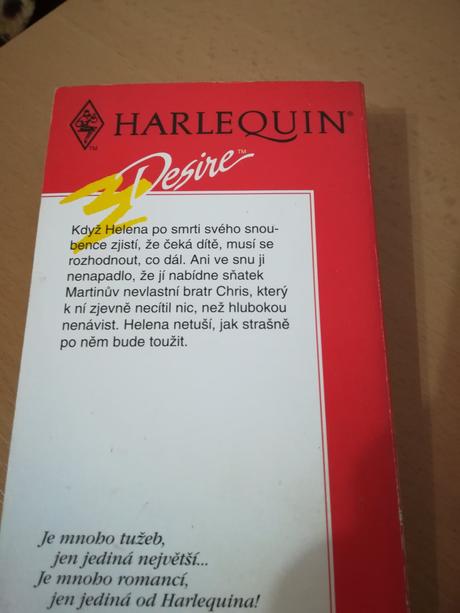 HARLEQUIN®
Desire™
TM
Když Helena po smrti svého snou-
bence zjistí, že čeká dítě, musí se
rozhodnout, co dál. Ani ve snu ji
nenapadlo, že jí nabídne sňatek
Martinův nevlastní bratr Chris, který
k ní zjevně necítil nic, než hlubokou
nenávist. Helena netuší, jak strašně
po něm bude toužit.
Je mnoho tužeb,
jen jediná největší...
Je mnoho romancí,
jen jediná od Harlequina!